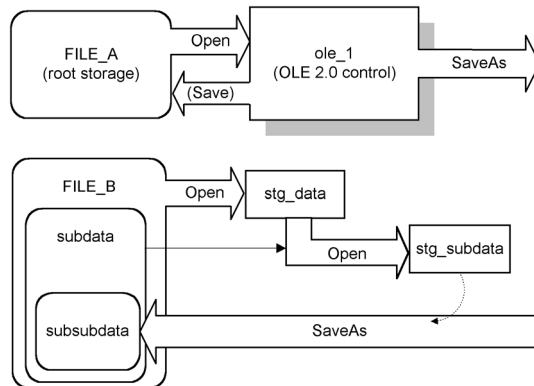 FILE_A
(root storage)
Open
(Save)
ole_1
(OLE 2.0 control)
SaveAs
FILE_B
Open
stg_data
subdata
Open
stg_subdata
subsubdata
SaveAs